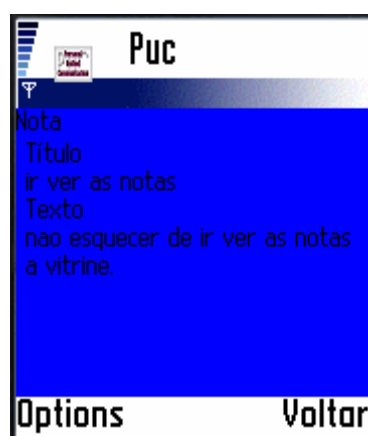 Puc
Nota
Título
ir ver as notas
Texto
nao esquecer de ir ver as notas
a vitrine.
Options Voltar